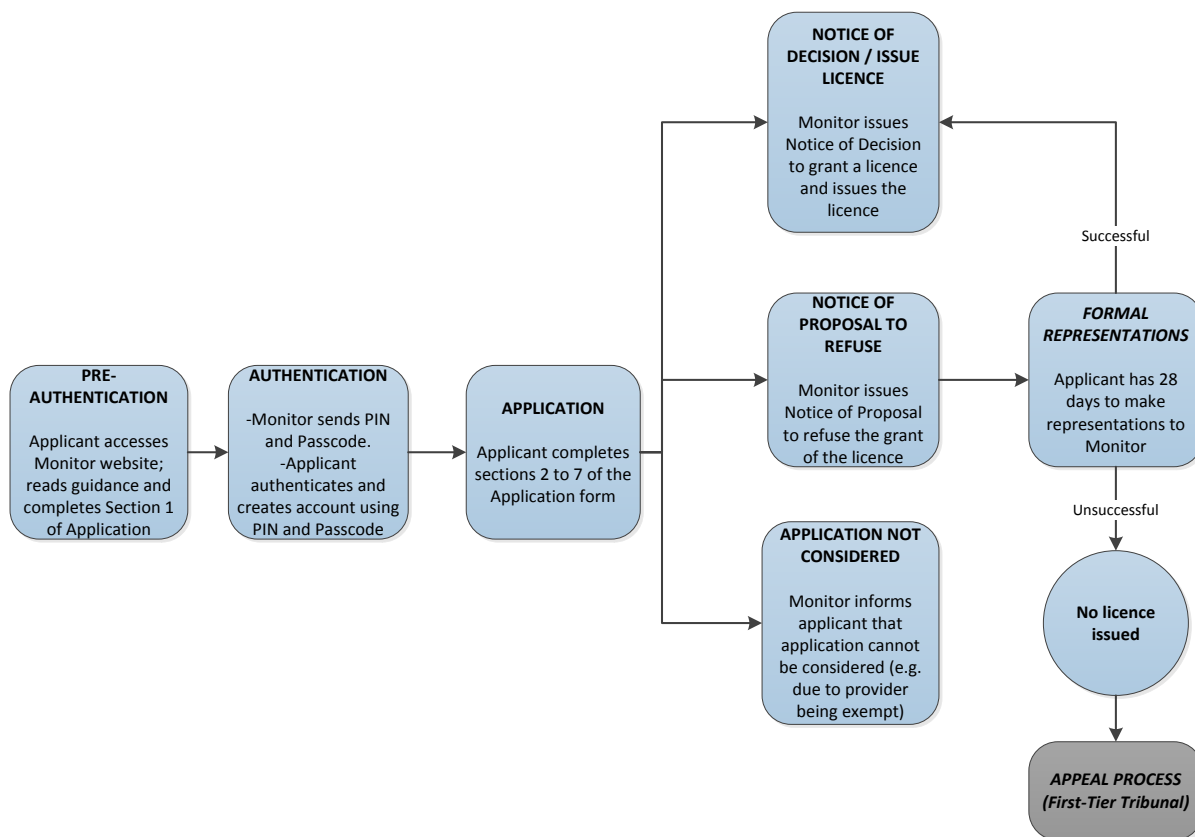 PRE-
AUTHENTICATION
Applicant accesses
Monitor website;
reads guidance and
completes Section 1
of Application
AUTHENTICATION
-Monitor sends PIN
and Passcode.
-Applicant
authenticates and
creates account using
PIN and Passcode
APPLICATION
Applicant completes
sections 2 to 7 of the
Application form
NOTICE OF
DECISION / ISSUE
LICENCE
Monitor issues
Notice of Decision
to grant a licence
and issues the
licence
NOTICE OF
PROPOSAL TO
REFUSE
Monitor issues
Notice of Proposal
to refuse the grant
of the licence
APPLICATION NOT
CONSIDERED
Monitor informs
applicant that
application cannot
be considered (e.g.
due to provider
being exempt)
Successful
FORMAL
REPRESENTATIONS
Applicant has 28
days to make
representations to
Monitor
Unsuccessful
No licence
issued
APPEAL PROCESS
(First-Tier Tribunal)